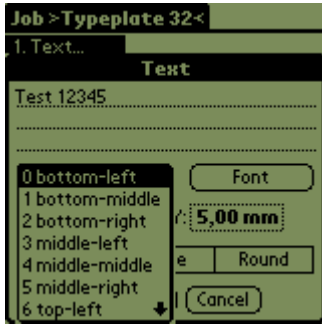 Job >Typeplate 32<
1. Text...
Text
Test 12345
0 bottom-left
1 bottom-middle
2 bottom-right
3 middle-left
4 middle-middle
5 middle-right
6 top-left
Font
5,00 mm
e
Round
Cancel